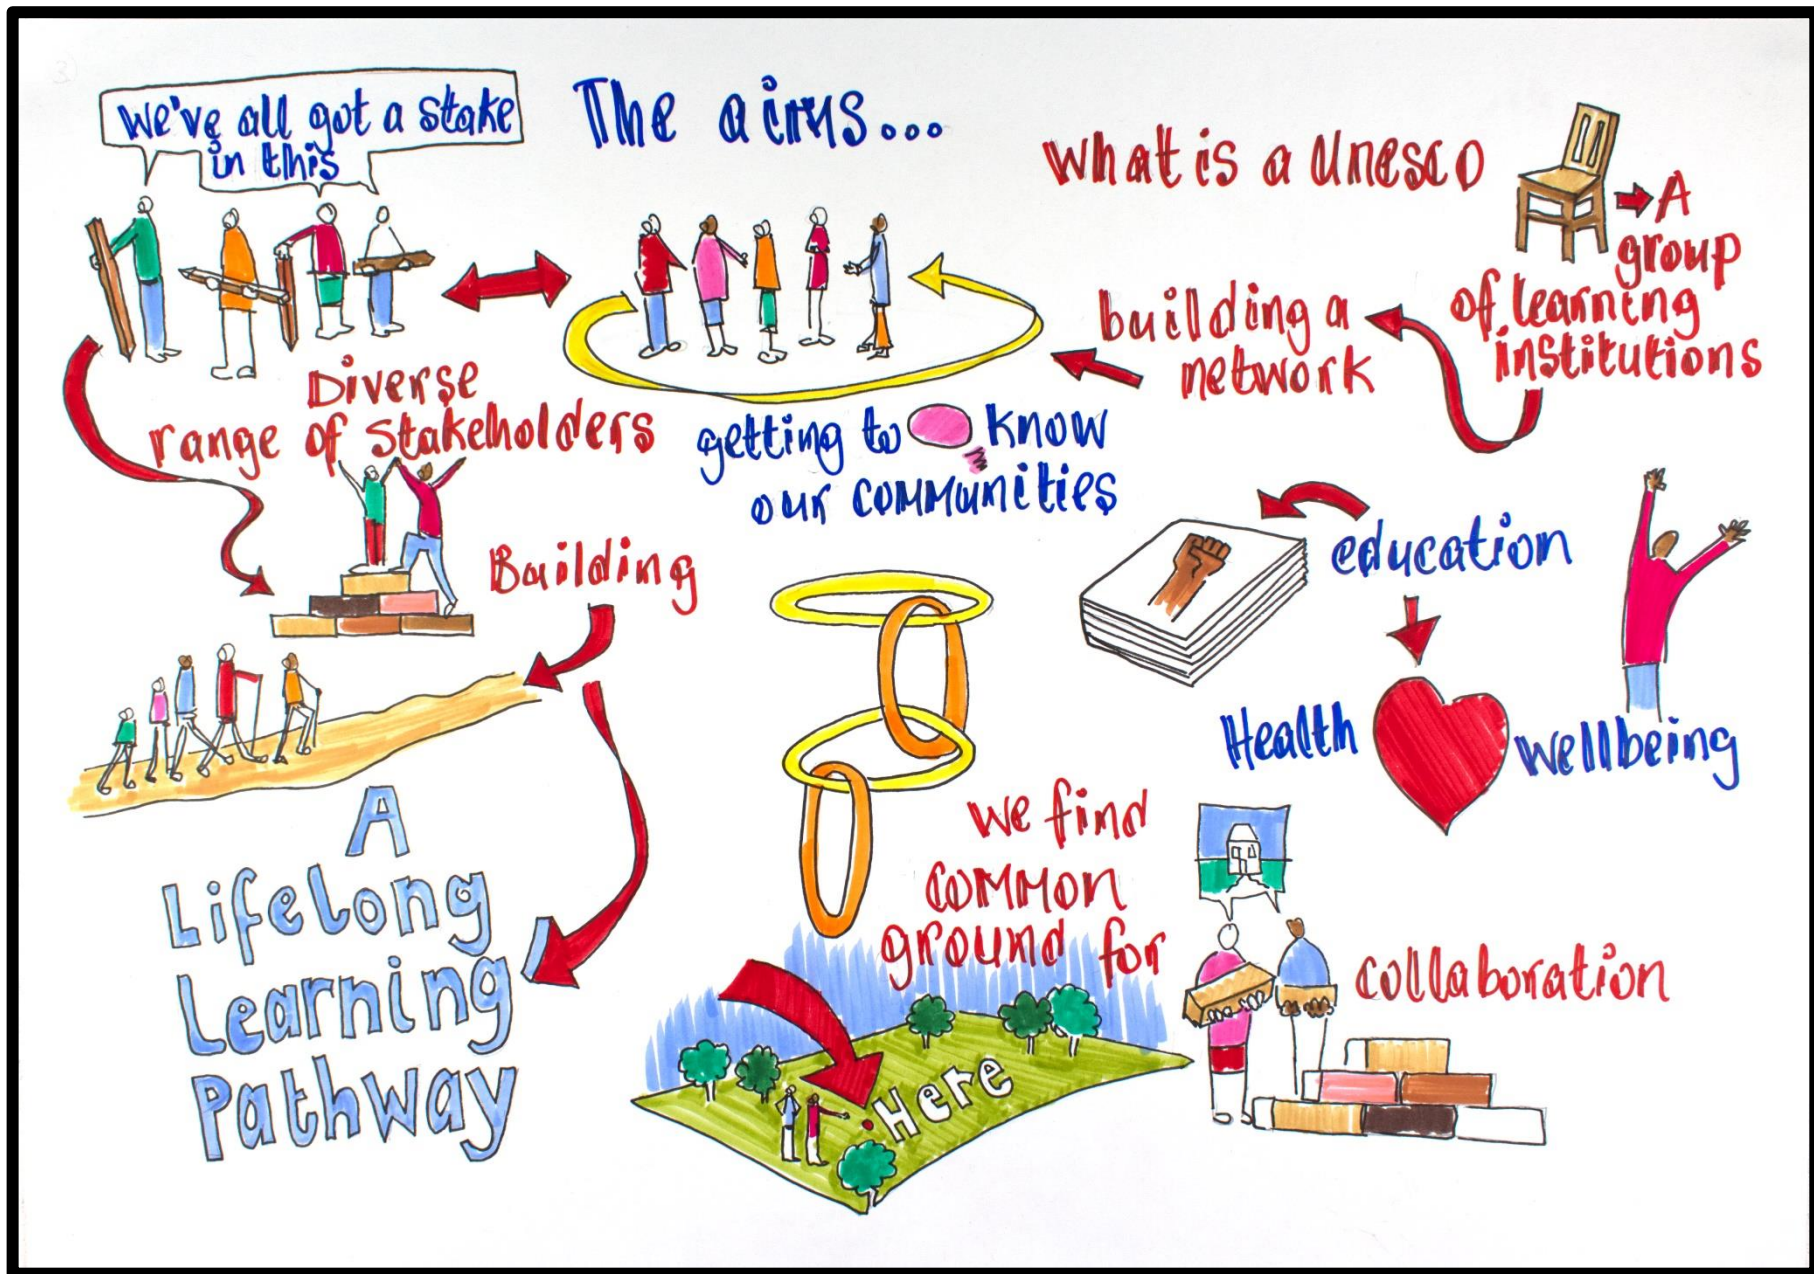 We've all got a stake
in this
The aims...
What is a Unesco
A
group
of learning
institutions
building a
network
Diverse
range of stakeholders
getting to know
our communities
Building
education
Health
wellbeing
A
Lifelong
Learning
Pathway
We find
common
ground for
collaboration
Here